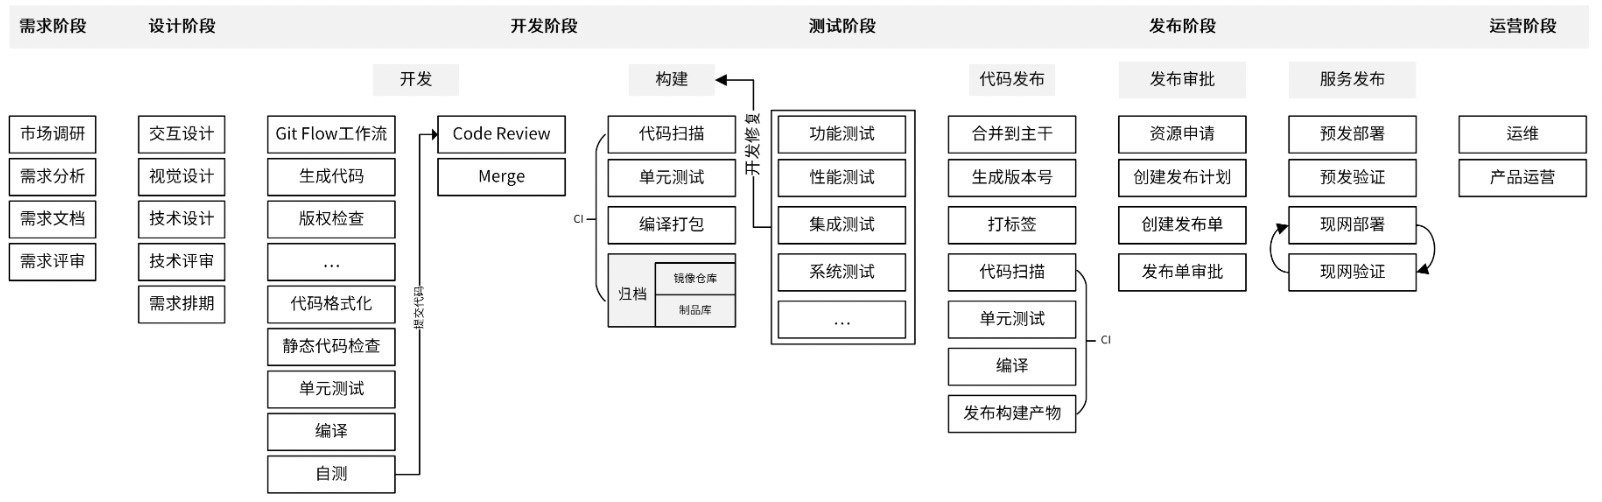 需求阶段
设计阶段
开发阶段
测试阶段
发布阶段
运营阶段
开发
构建
代码发布
发布审批
服务发布
市场调研
需求分析
需求文档
需求评审
交互设计
视觉设计
技术设计
技术评审
需求排期
Git Flow工作流
生成代码
版权检查
...
代码格式化
静态代码检查
单元测试
编译
自测
提交代码
Code Review
Merge
CI
代码扫描
单元测试
编译打包
归档
镜像仓库
制品库
开发修复
功能测试
性能测试
集成测试
系统测试
...
合并到主干
生成版本号
打标签
代码扫描
单元测试
编译
发布构建产物
CI
资源申请
创建发布计划
创建发布单
发布单审批
预发部署
预发验证
现网部署
现网验证
运维
产品运营